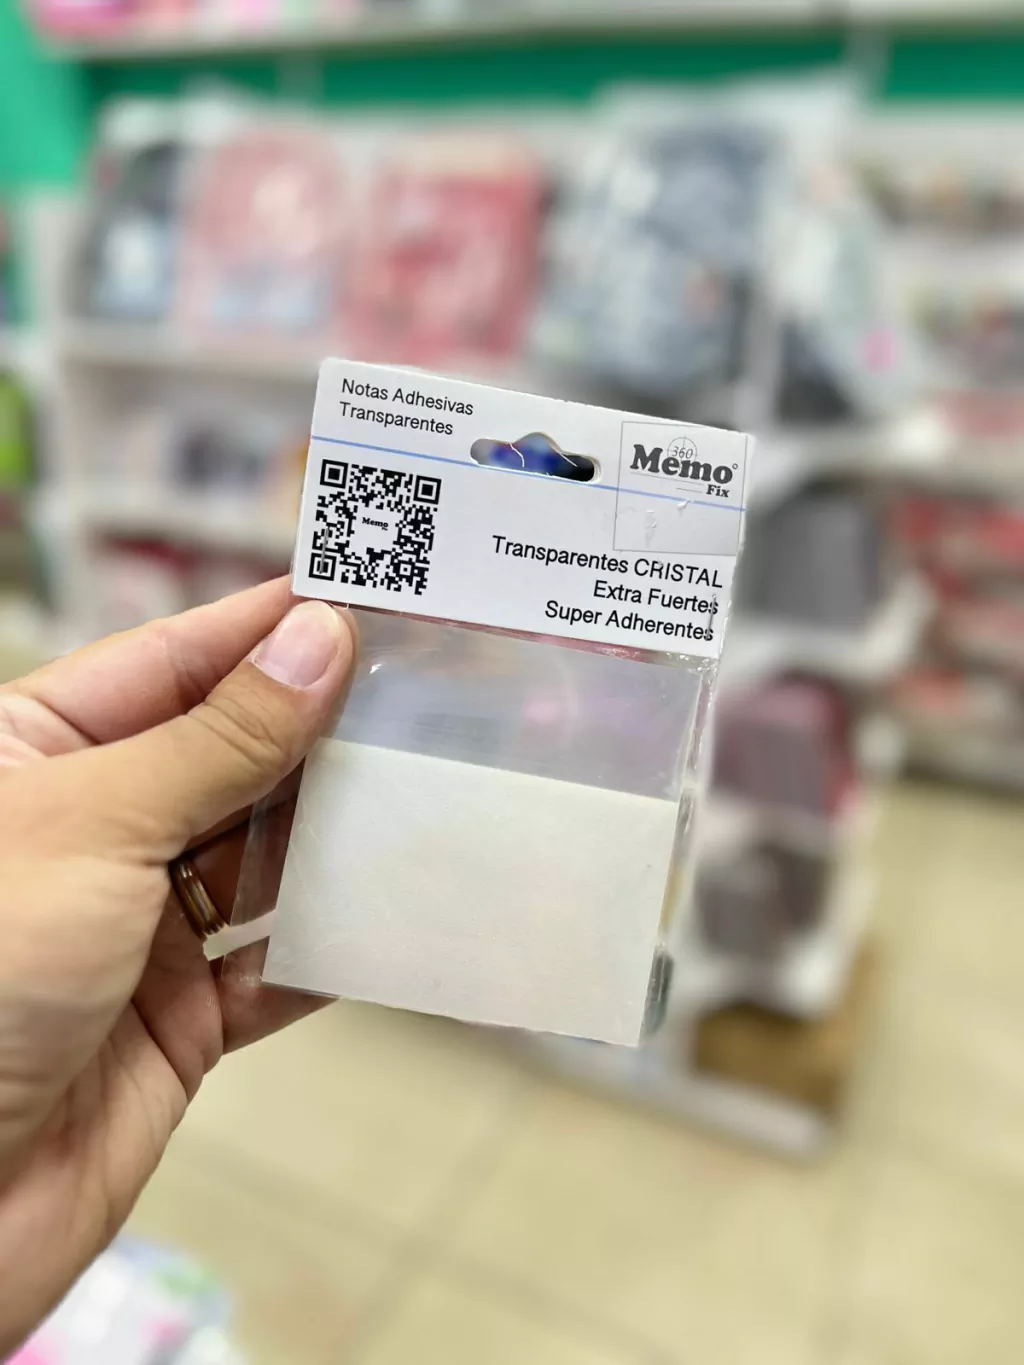 Notas Adhesivas
Transparentes
360
Memo
Fix
Memo
Transparentes CRISTAL
Extra Fuertes
Super Adherentes